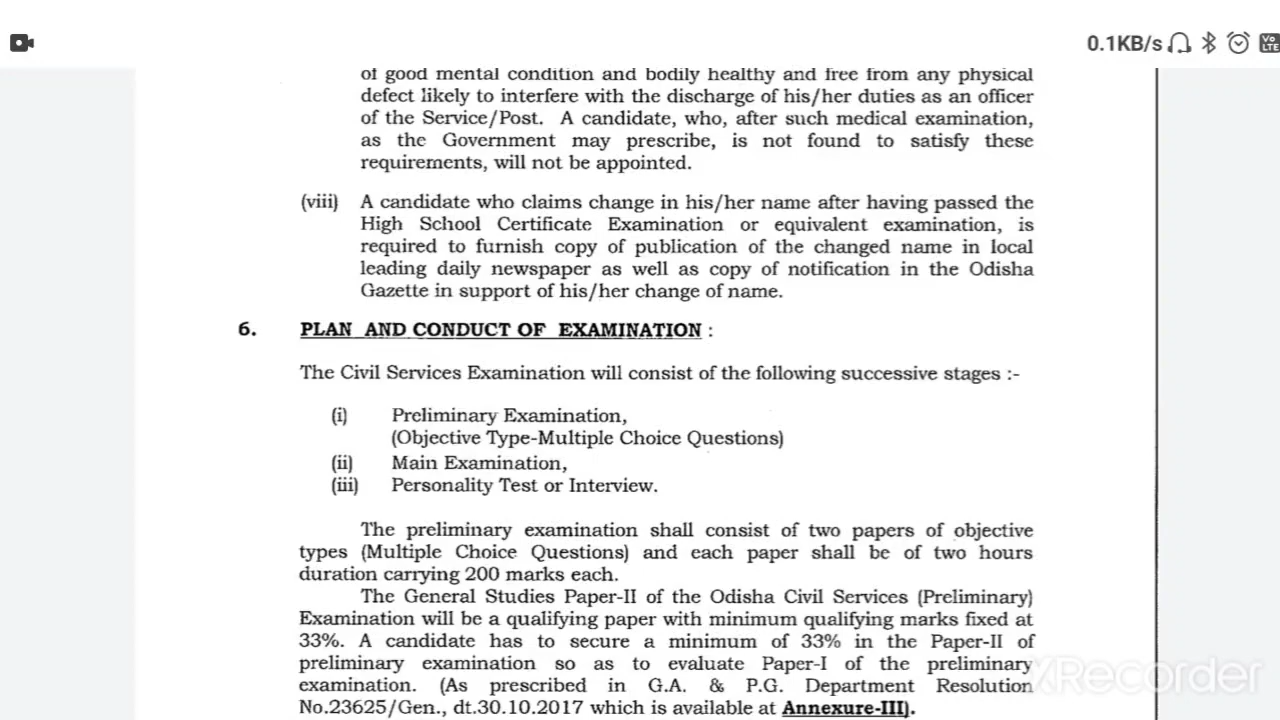 0.1KB/s Vo LTE
of good mental condition and bodily healthy and free from any physical
defect likely to interfere with the discharge of his/her duties as an officer
of the Service/Post. A candidate, who, after such medical examination,
as the Government may prescribe, is not found to satisfy these
requirements, will not be appointed.
(viii) A candidate who claims change in his/her name after having passed the
High School Certificate Examination or equivalent examination, is
required to furnish copy of publication of the changed name in local
leading daily newspaper as well as copy of notification in the Odisha
Gazette in support of his/her change of name.
6. PLAN AND CONDUCT OF EXAMINATION :
The Civil Services Examination will consist of the following successive stages :-
(i) Preliminary Examination,
(Objective Type-Multiple Choice Questions)
(ii) Main Examination,
(iii) Personality Test or Interview.
The preliminary examination shall consist of two papers of objective
types (Multiple Choice Questions) and each paper shall be of two hours
duration carrying 200 marks each.
The General Studies Paper-II of the Odisha Civil Services (Preliminary)
Examination will be a qualifying paper with minimum qualifying marks fixed at
33%. A candidate has to secure a minimum of 33% in the Paper-II of
preliminary examination so as to evaluate Paper-I of the preliminary
examination. (As prescribed in G.A. & P.G. Department Resolution
No.23625/Gen., dt.30.10.2017 which is available at Annexure-III).
XRecorder